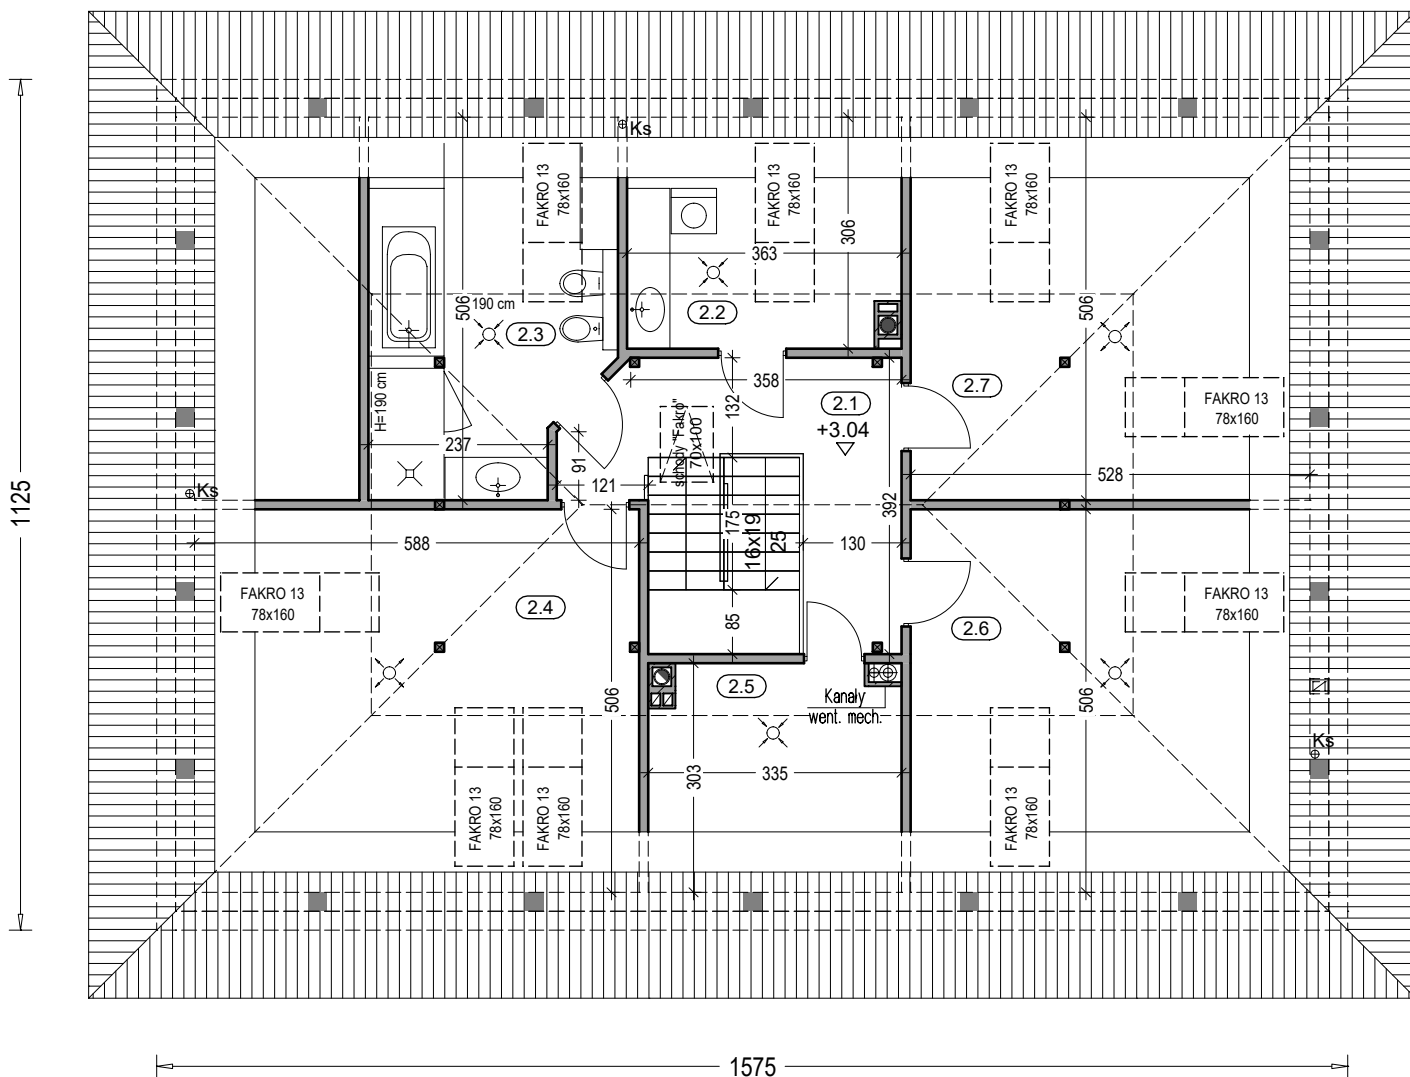 Ks
FAKRO 13
78x160
FAKRO 13
78x160
FAKRO 13
78x160
306
363
506
190 cm
2.3
2.2
506
H=190 cm
358
132
2.1
+3.04
2.7
FAKRO 13
78x160
schody "Fakro"
70x100
237
91
121
528
Ks
1125
392
175
16x19
25
588
130
FAKRO 13
78x160
2.4
85
2.6
FAKRO 13
78x160
2.5
Kanały
went. mech.
506
506
Ks
303
335
FAKRO 13
78x160
FAKRO 13
78x160
FAKRO 13
78x160
1575